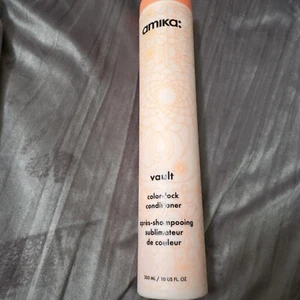 amika:
vault
color-lock
conditioner
après-shampooing
sublimateur
de couleur
300 ML / 10 US FL. OZ